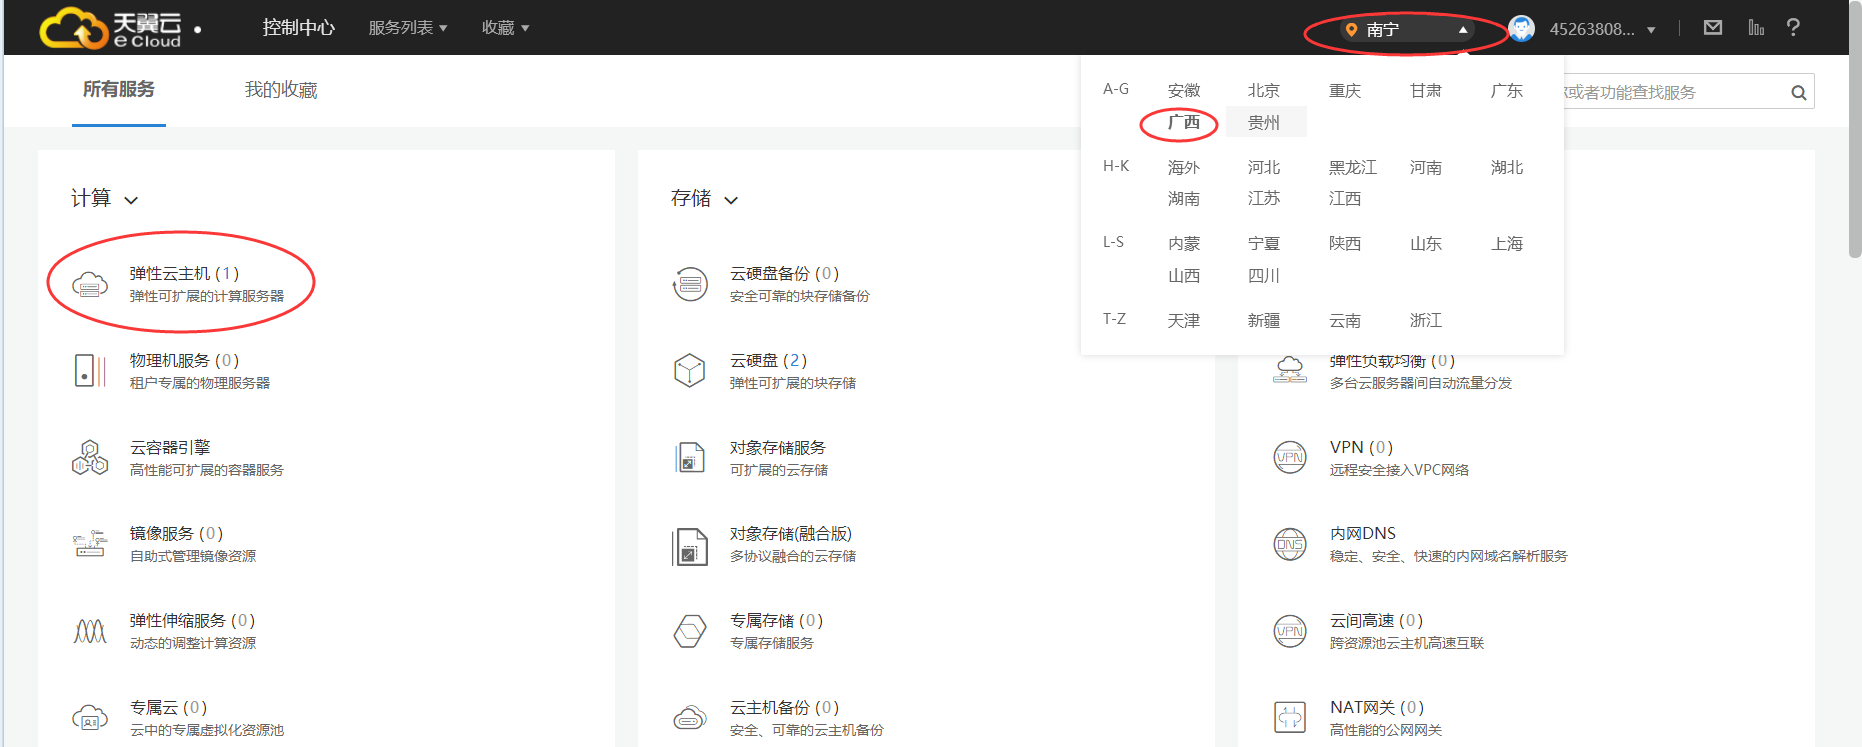 天翼云
e Cloud
控制中心
服务列表
收藏
南宁
45263808...
所有服务
我的收藏
或者功能查找服务
A-G 安徽 北京 重庆 甘肃 广东
广西 贵州
H-K 海外 河北 黑龙江 河南 湖北
湖南 江苏 江西
L-S 内蒙 宁夏 陕西 山东 上海
山西 四川
T-Z 天津 新疆 云南 浙江
计算
弹性云主机 (1)
弹性可扩展的计算服务器
物理机服务 (0)
租户专属的物理服务器
云容器引擎
高性能可扩展的容器服务
镜像服务 (0)
自助式管理镜像资源
弹性伸缩服务 (0)
动态的调整计算资源
专属云 (0)
云中的专属虚拟化资源池
存储
云硬盘备份 (0)
安全可靠的块存储备份
云硬盘 (2)
弹性可扩展的块存储
对象存储服务
可扩展的云存储
对象存储(融合版)
多协议融合的云存储
专属存储 (0)
专属存储服务
云主机备份 (0)
安全、可靠的云主机备份
弹性负载均衡 (0)
多台云服务器间自动流量分发
VPN
VPN (0)
远程安全接入VPC网络
DNS
内网DNS
稳定、安全、快速的内网域名解析服务
VPN
云间高速 (0)
跨资源池云主机高速互联
NAT网关 (0)
高性能的公网网关